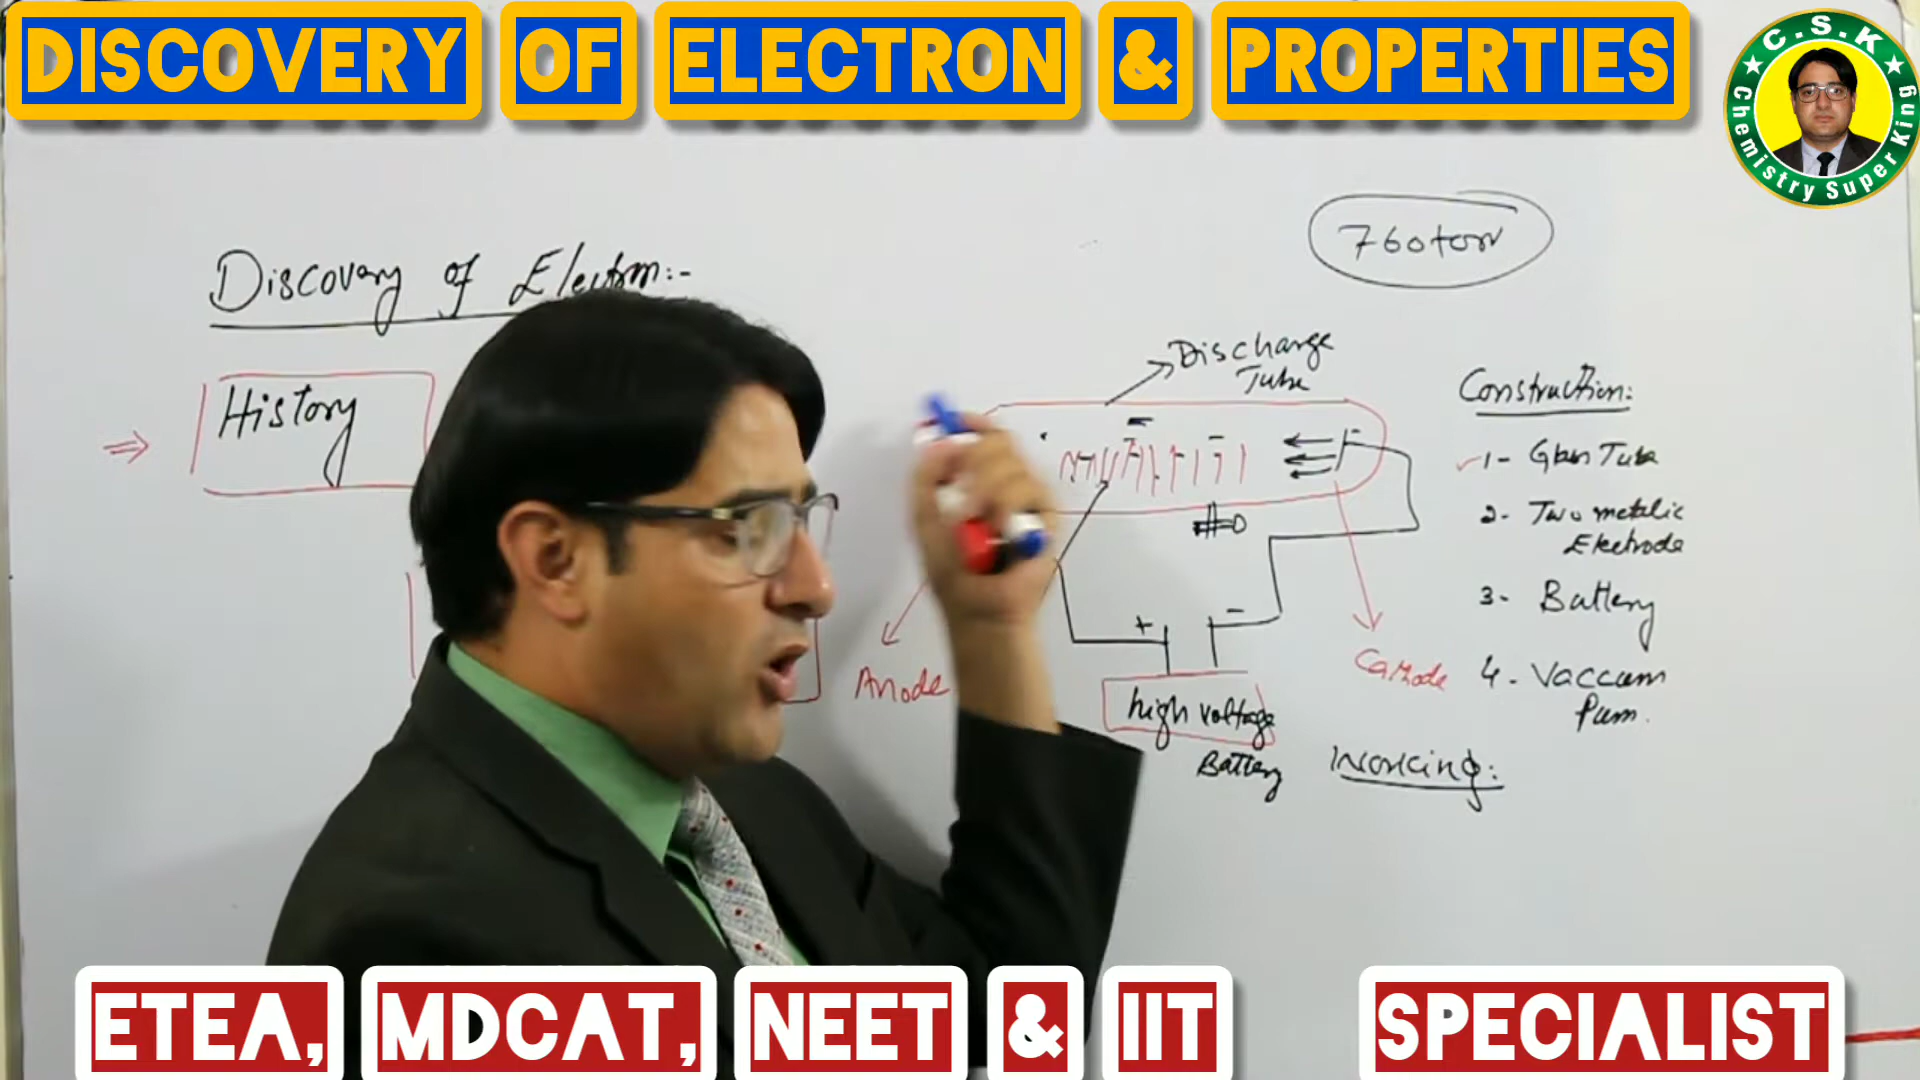 DISCOVERY OF ELECTRON & PROPERTIES
C.S.K
Chemistry Super King
760torr
Discovery of Electron:-
History
Discharge
Tube
Anode
Cathode
+ -
high voltage
Battery
Construction:
1- Glass Tube
2- Two metalic
Electrode
3- Battery
4- Vaccum
Pum.
Working:
ETEA, MDCAT, NEET & IIT SPECIALIST